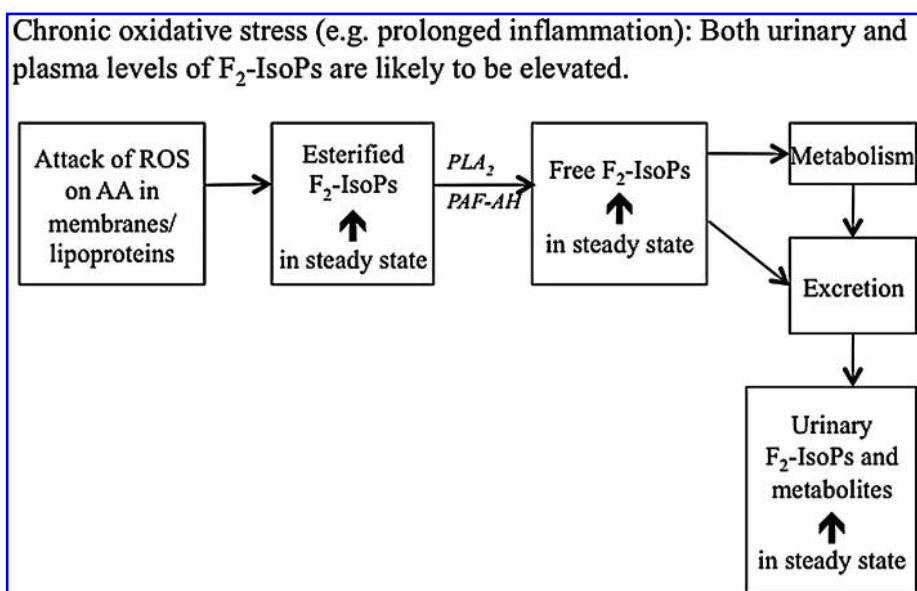 Chronic oxidative stress (e.g. prolonged inflammation): Both urinary and
plasma levels of F₂-IsoPs are likely to be elevated.
Attack of ROS
on AA in
membranes/
lipoproteins
Esterified
F₂-IsoPs
in steady state
PLA₂
PAF-AH
Free F₂-IsoPs
in steady state
Metabolism
Excretion
Urinary
F₂-IsoPs and
metabolites
in steady state